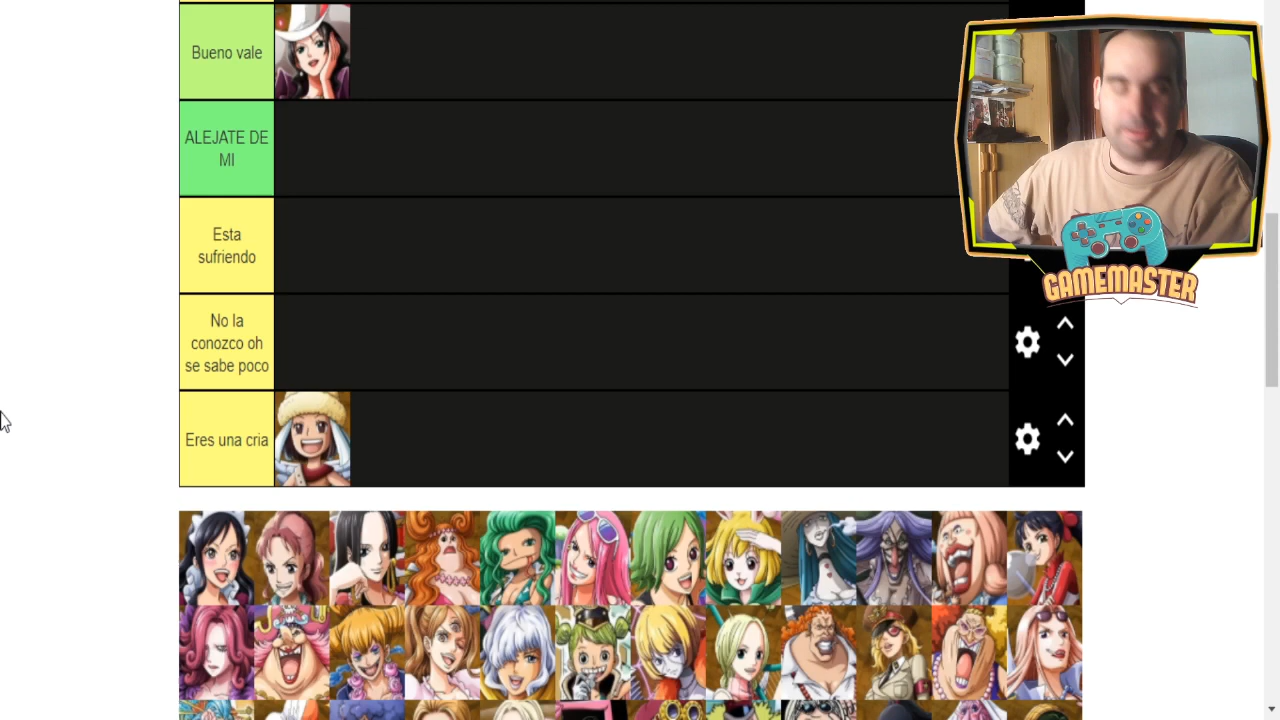 Bueno vale
ALEJATE DE
MI
Esta
sufriendo
No la
conozco oh
se sabe poco
Eres una cria
GAMEMASTER